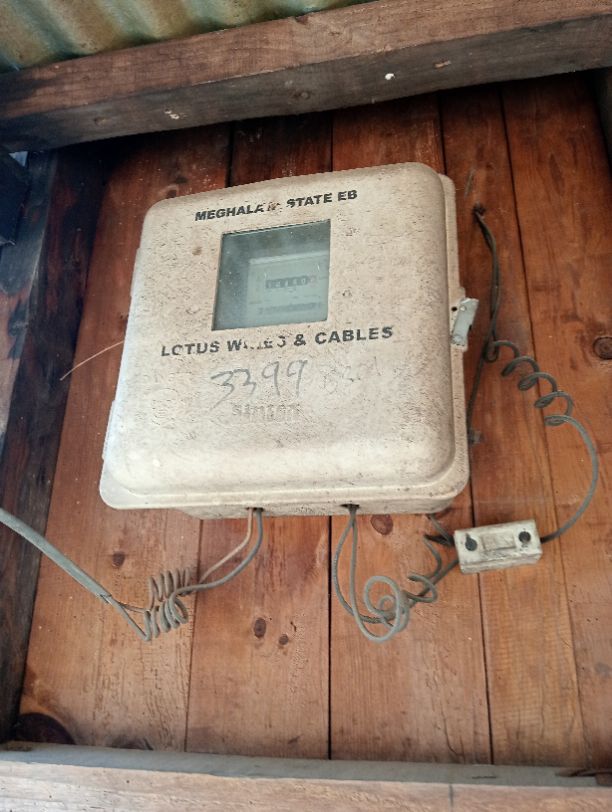 MEGHALAYA STATE EB
LOTUS WIRES & CABLES
3399